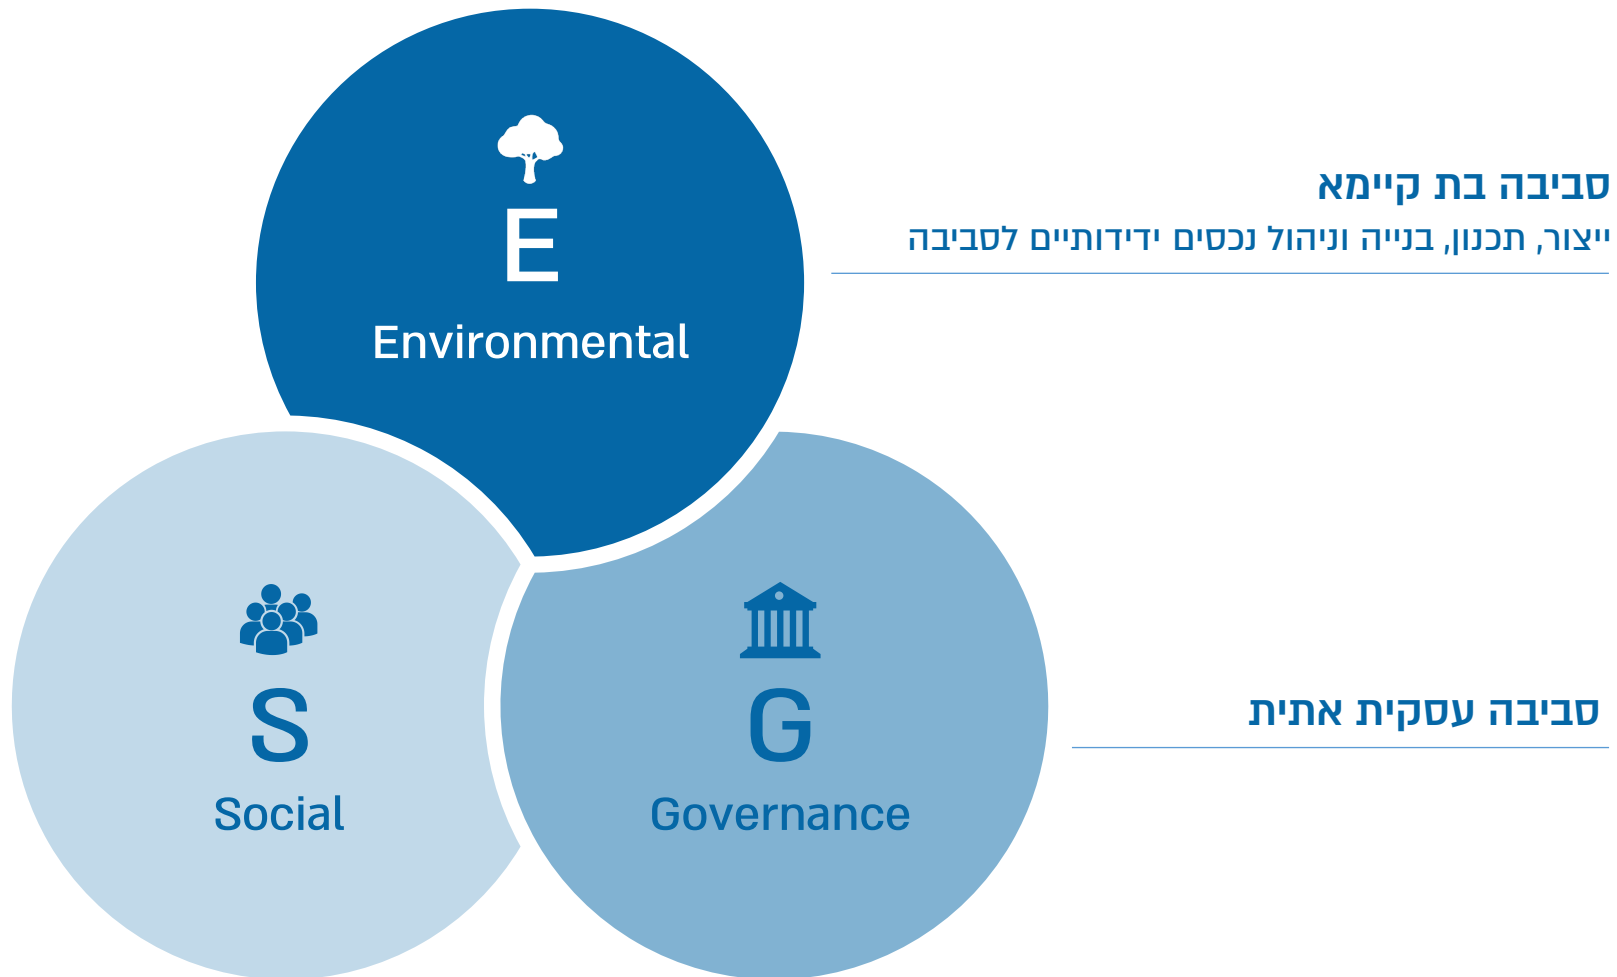 E
Environmental
סביבה בת קיימא
ייצור, תכנון, בנייה וניהול נכסים ידידותיים לסביבה
S
Social
G
Governance
סביבה עסקית אתית